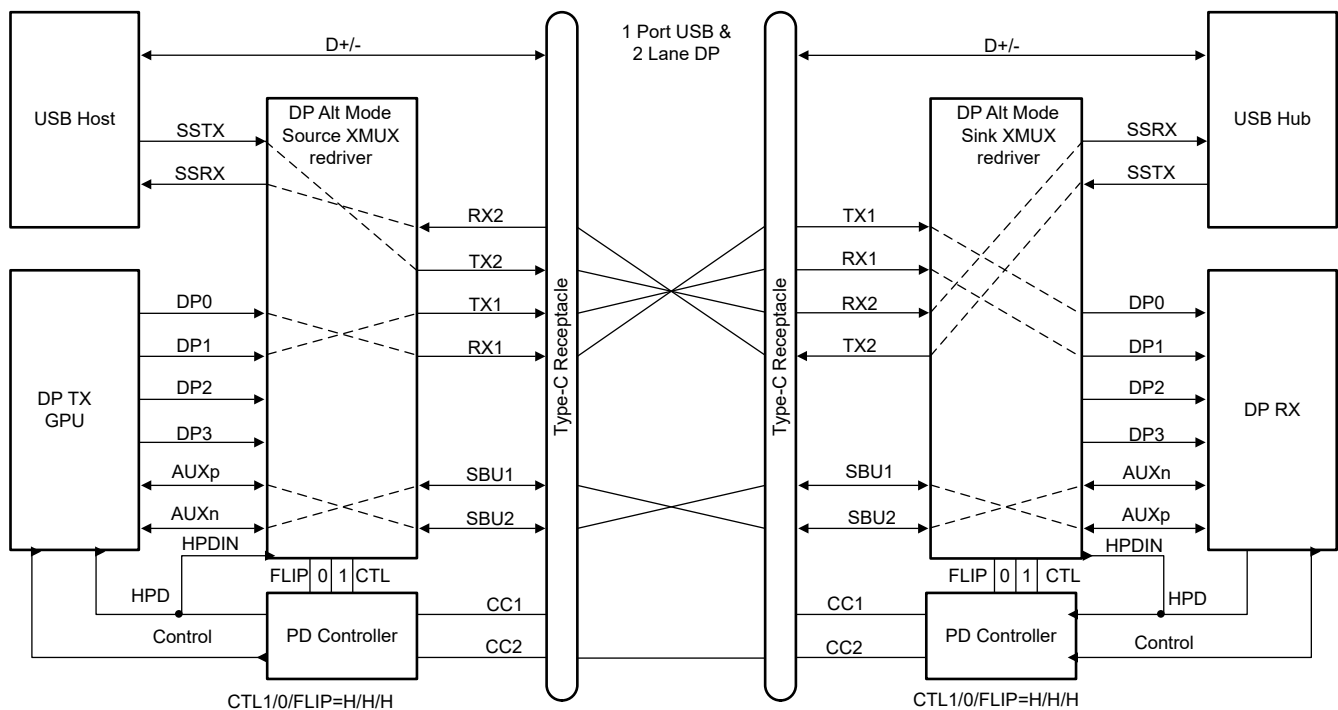 1 Port USB &
2 Lane DP
D+/-
D+/-
USB Host
DP Alt Mode
Source XMUX
redriver
DP Alt Mode
Sink XMUX
redriver
USB Hub
SSTX
SSRX
SSRX
SSTX
RX2
TX2
TX1
RX1
TX1
RX1
RX2
TX2
Type-C Receptacle
Type-C Receptacle
DP TX
GPU
DP0
DP1
DP2
DP3
AUXp
AUXn
DP0
DP1
DP2
DP3
AUXn
AUXp
DP RX
SBU1
SBU2
SBU1
SBU2
HPDIN
HPDIN
FLIP 0 1 CTL
FLIP 0 1 CTL
HPD
HPD
Control
Control
PD Controller
PD Controller
CC1
CC2
CC1
CC2
CTL1/0/FLIP=H/H/H
CTL1/0/FLIP=H/H/H